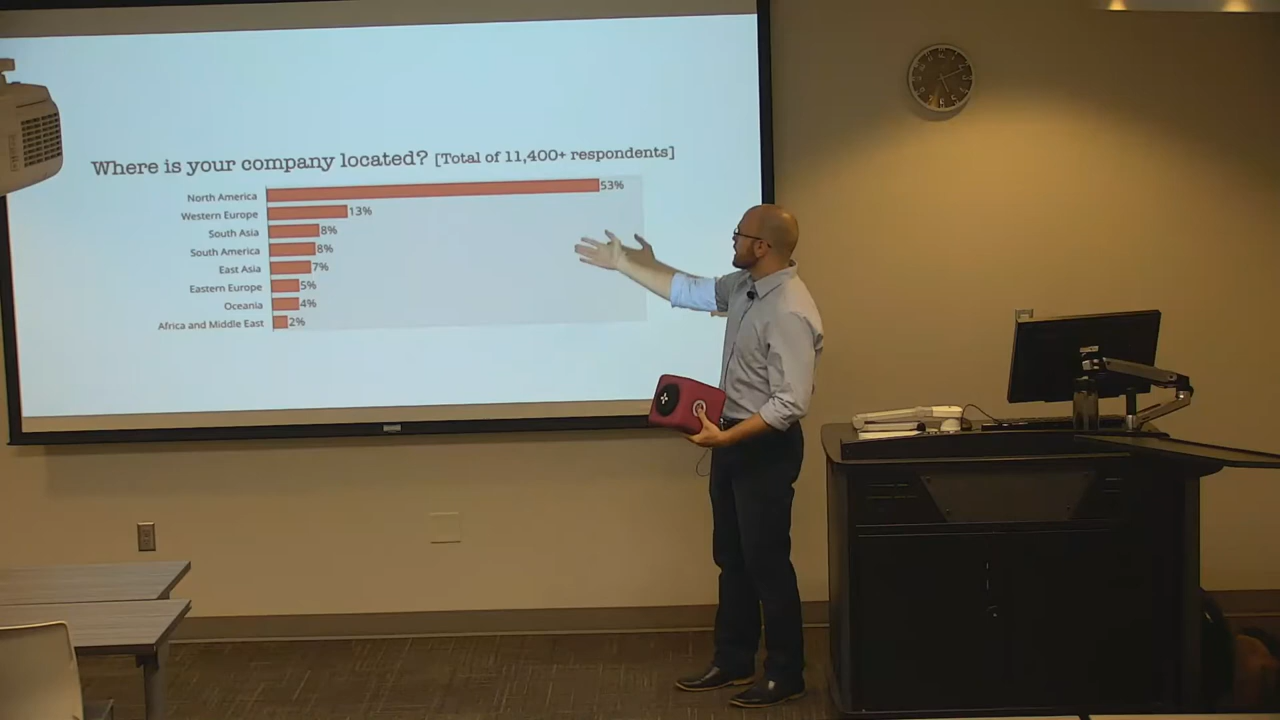 Where is your company located? [Total of 11,400+ respondents]
North America 53%
Western Europe 13%
South Asia 8%
South America 8%
East Asia 7%
Eastern Europe 5%
Oceania 4%
Africa and Middle East 2%